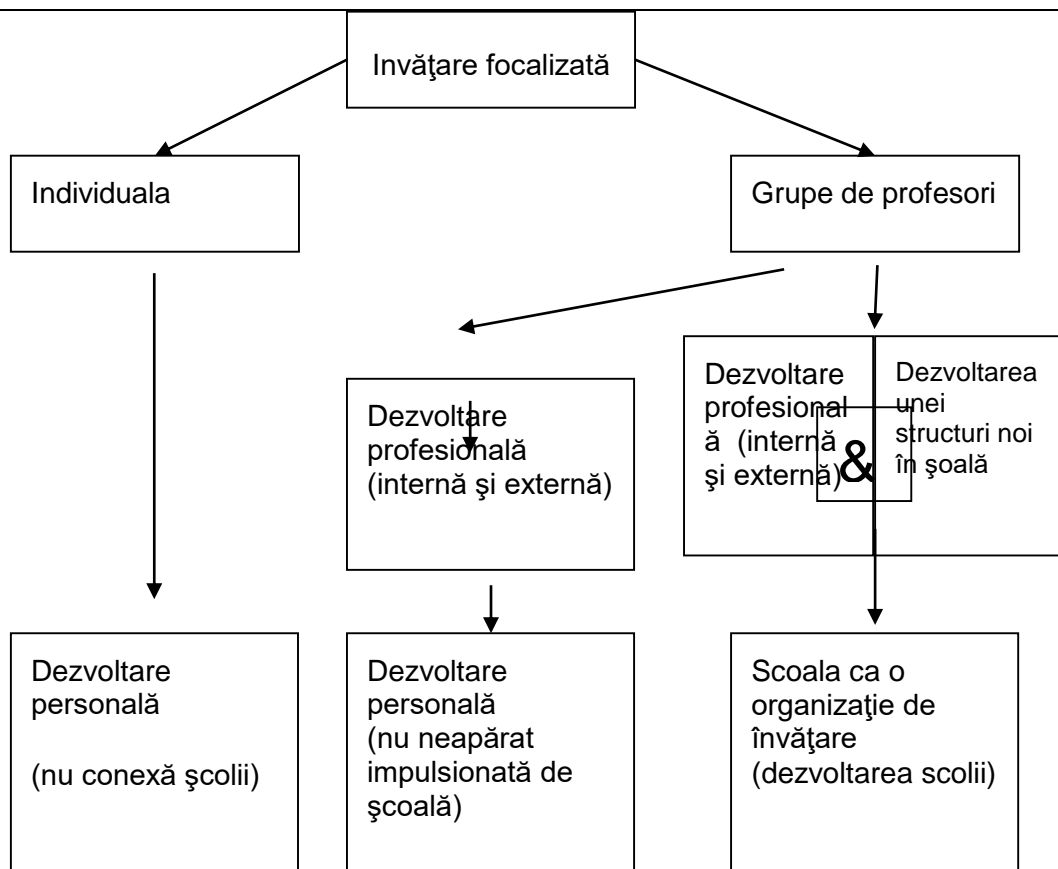 Invăţare focalizată
Individuala
Grupe de profesori
Dezvoltare
profesională
(internă şi externă)
Dezvoltare
profesional
ă (internă
şi externă)
&
Dezvoltarea
unei
structuri noi
în şoală
Dezvoltare
personală
(nu conexă şcolii)
Dezvoltare
personală
(nu neapărat
impulsionată de
şcoală)
Scoala ca o
organizaţie de
învăţare
(dezvoltarea scolii)